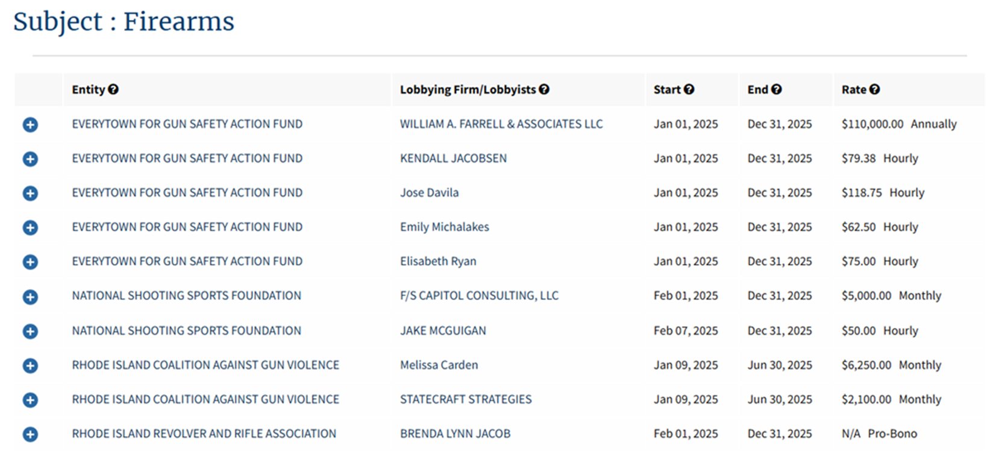 Subject : Firearms
Entity ? Lobbying Firm/Lobbyists ? Start ? End ? Rate ?
EVERYTOWN FOR GUN SAFETY ACTION FUND WILLIAM A. FARRELL & ASSOCIATES LLC Jan 01, 2025 Dec 31, 2025 $110,000.00 Annually
EVERYTOWN FOR GUN SAFETY ACTION FUND KENDALL JACOBSEN Jan 01, 2025 Dec 31, 2025 $79.38 Hourly
EVERYTOWN FOR GUN SAFETY ACTION FUND Jose Davila Jan 01, 2025 Dec 31, 2025 $118.75 Hourly
EVERYTOWN FOR GUN SAFETY ACTION FUND Emily Michalakes Jan 01, 2025 Dec 31, 2025 $62.50 Hourly
EVERYTOWN FOR GUN SAFETY ACTION FUND Elisabeth Ryan Jan 01, 2025 Dec 31, 2025 $75.00 Hourly
NATIONAL SHOOTING SPORTS FOUNDATION F/S CAPITOL CONSULTING, LLC Feb 01, 2025 Dec 31, 2025 $5,000.00 Monthly
NATIONAL SHOOTING SPORTS FOUNDATION JAKE MCGUIGAN Feb 07, 2025 Dec 31, 2025 $50.00 Hourly
RHODE ISLAND COALITION AGAINST GUN VIOLENCE Melissa Carden Jan 09, 2025 Jun 30, 2025 $6,250.00 Monthly
RHODE ISLAND COALITION AGAINST GUN VIOLENCE STATECRAFT STRATEGIES Jan 09, 2025 Jun 30, 2025 $2,100.00 Monthly
RHODE ISLAND REVOLVER AND RIFLE ASSOCIATION BRENDA LYNN JACOB Feb 01, 2025 Dec 31, 2025 N/A Pro-Bono